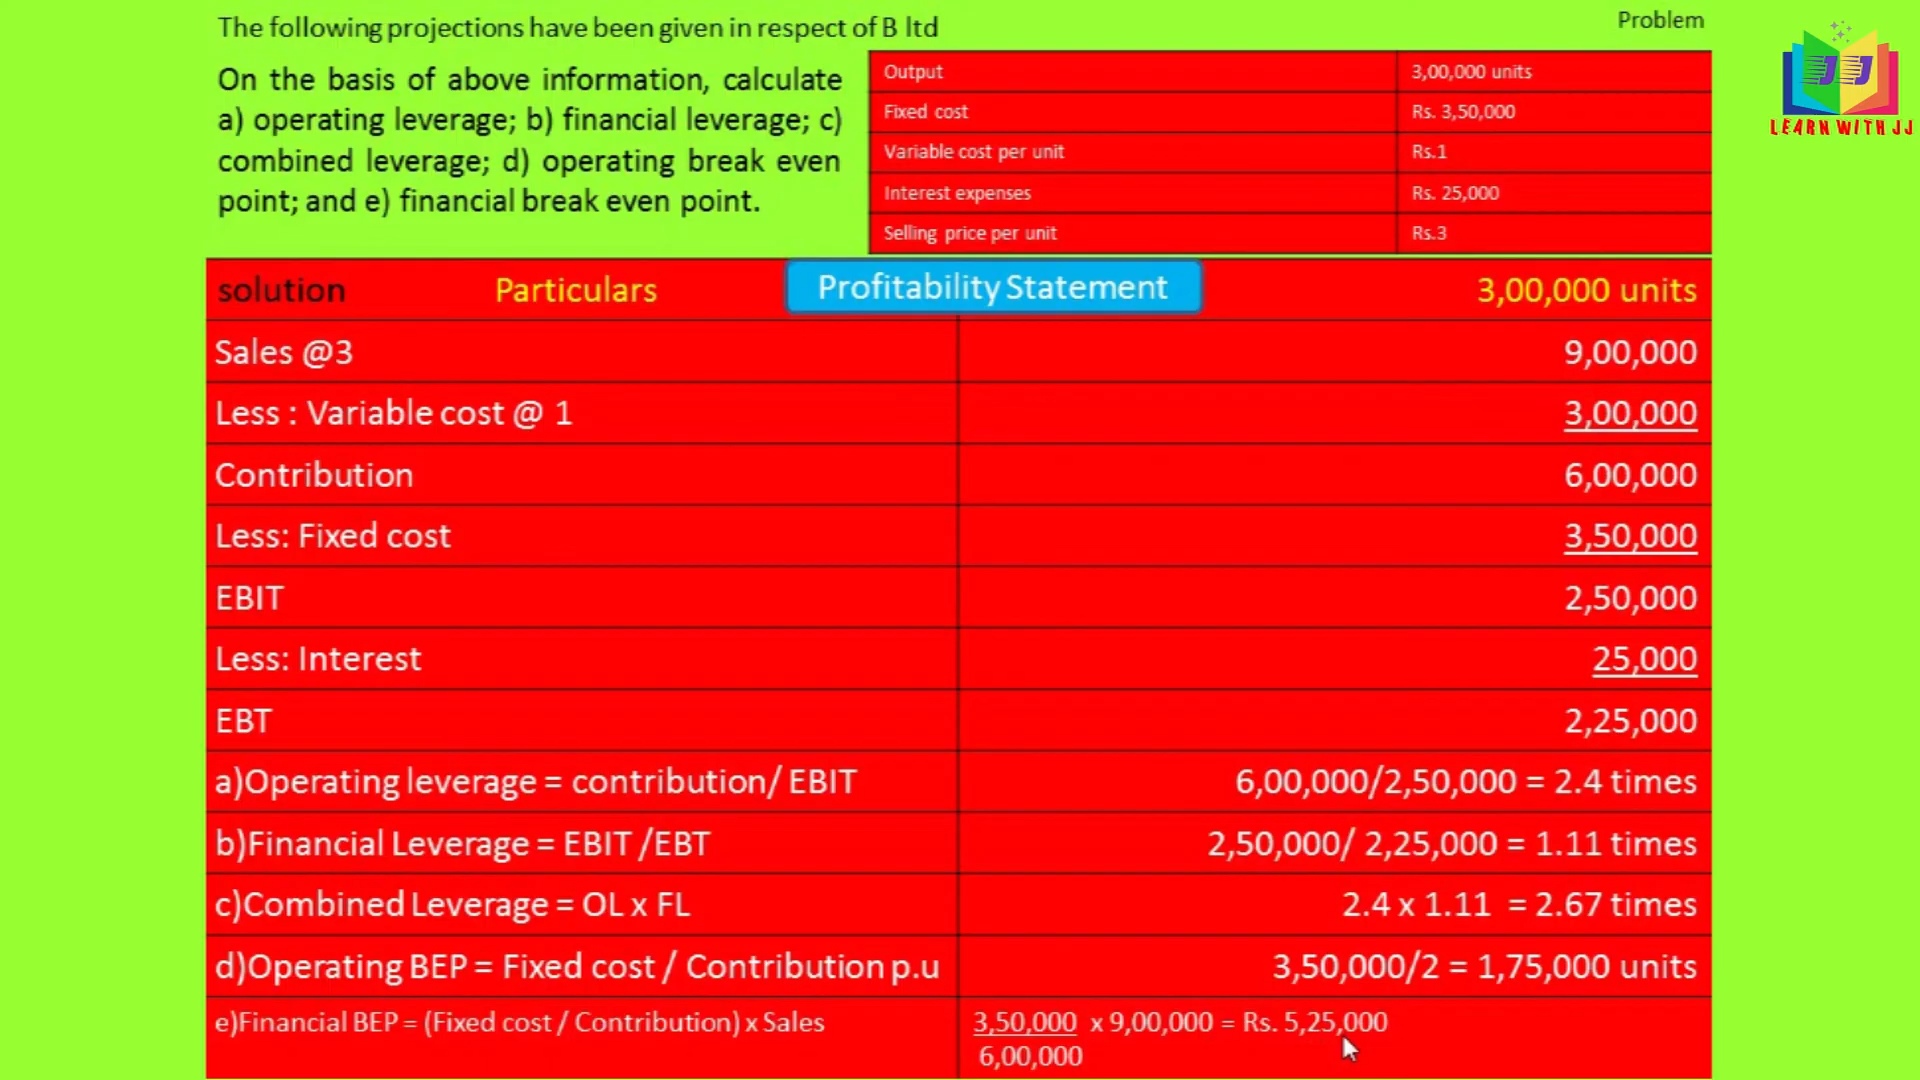 The following projections have been given in respect of B ltd
Problem
On the basis of above information, calculate
a) operating leverage; b) financial leverage; c)
combined leverage; d) operating break even
point; and e) financial break even point.
Output 3,00,000 units
Fixed cost Rs. 3,50,000
Variable cost per unit Rs.1
Interest expenses Rs. 25,000
Selling price per unit Rs.3
JJ
LEARN WITH JJ
solution Particulars Profitability Statement 3,00,000 units
Sales @3 9,00,000
Less : Variable cost @ 1 3,00,000
Contribution 6,00,000
Less: Fixed cost 3,50,000
EBIT 2,50,000
Less: Interest 25,000
EBT 2,25,000
a)Operating leverage = contribution/ EBIT 6,00,000/2,50,000 = 2.4 times
b)Financial Leverage = EBIT /EBT 2,50,000/ 2,25,000 = 1.11 times
c)Combined Leverage = OL x FL 2.4 x 1.11 = 2.67 times
d)Operating BEP = Fixed cost / Contribution p.u 3,50,000/2 = 1,75,000 units
e)Financial BEP = (Fixed cost / Contribution) x Sales 3,50,000 x 9,00,000 = Rs. 5,25,000
6,00,000